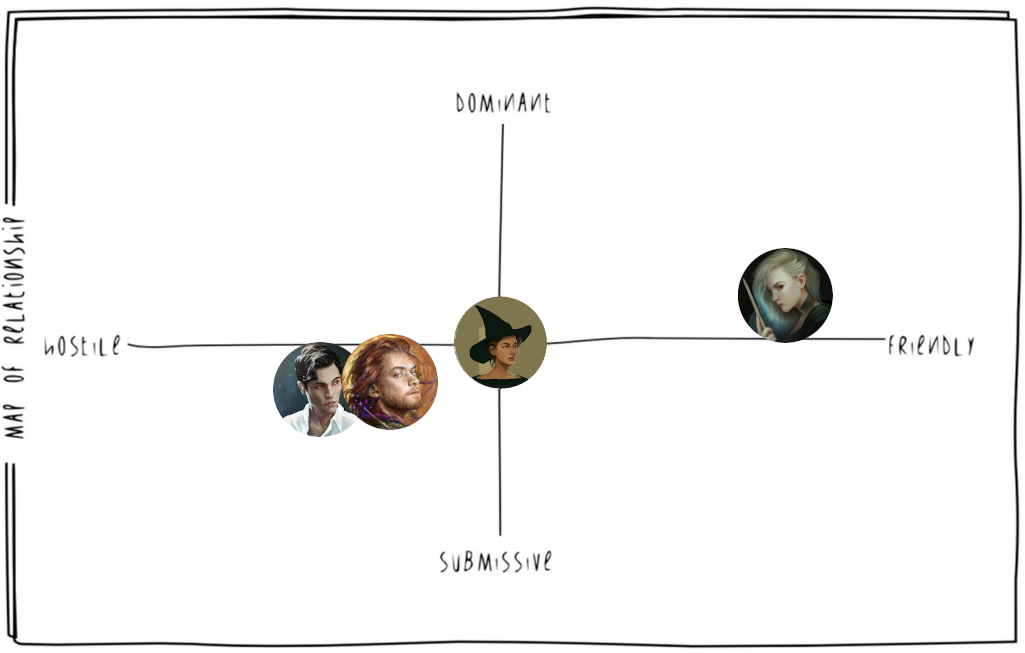 DOMINANT
MAP OF RELATIONSHIP
HOSTILE
FRIENDLY
SUBMISSIVE